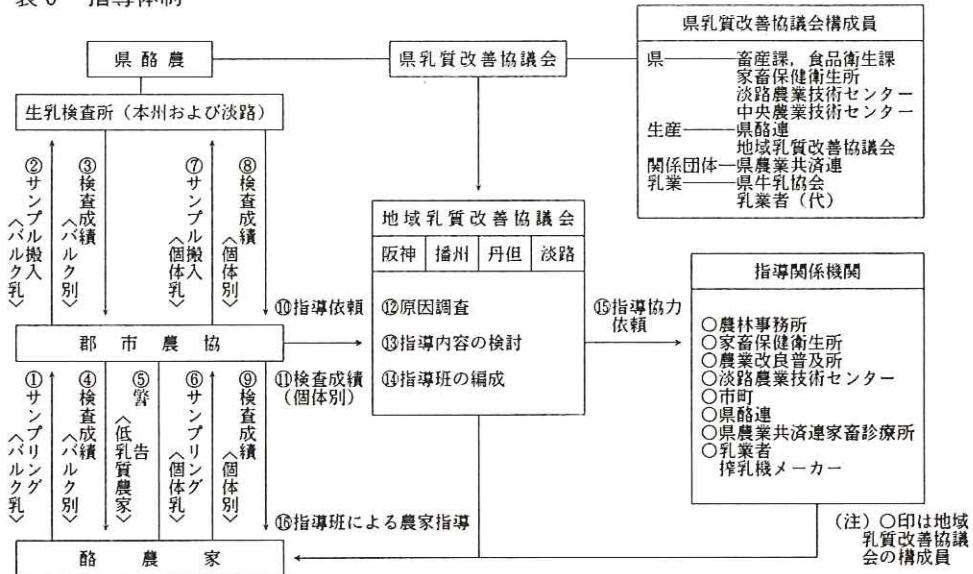 表6 指導体制
県酪農
県乳質改善協議会
県乳質改善協議会構成員
県――畜産課，食品衛生課
家畜保健衛生所
淡路農業技術センター
中央農業技術センター
生産――県酪連
地域乳質改善協議会
関係団体―県農業共済連
乳業――県牛乳協会
乳業者（代）
生乳検査所（本州および淡路）
②サンプル搬入
〈バルク乳〉
③検査成績
〈バルク別〉
⑦サンプル搬入
〈個体乳〉
⑧検査成績
〈個体別〉
郡市農協
①サンプリング
〈バルク乳〉
④検査成績
〈バルク別〉
⑤警告
〈低乳質農家〉
⑥サンプリング
〈個体乳〉
⑨検査成績
〈個体別〉
酪農家
⑩指導依頼
⑪検査成績
（個体別）
地域乳質改善協議会
阪神 播州 丹但 淡路
⑫原因調査
⑬指導内容の検討
⑭指導班の編成
⑮指導協力
依頼
⑯指導班による農家指導
指導関係機関
○農林事務所
○家畜保健衛生所
○農業改良普及所
○淡路農業技術センター
○市町
○県酪連
○県農業共済連家畜診療所
○乳業者
搾乳機メーカー
（注）○印は地域
乳質改善協議
会の構成員